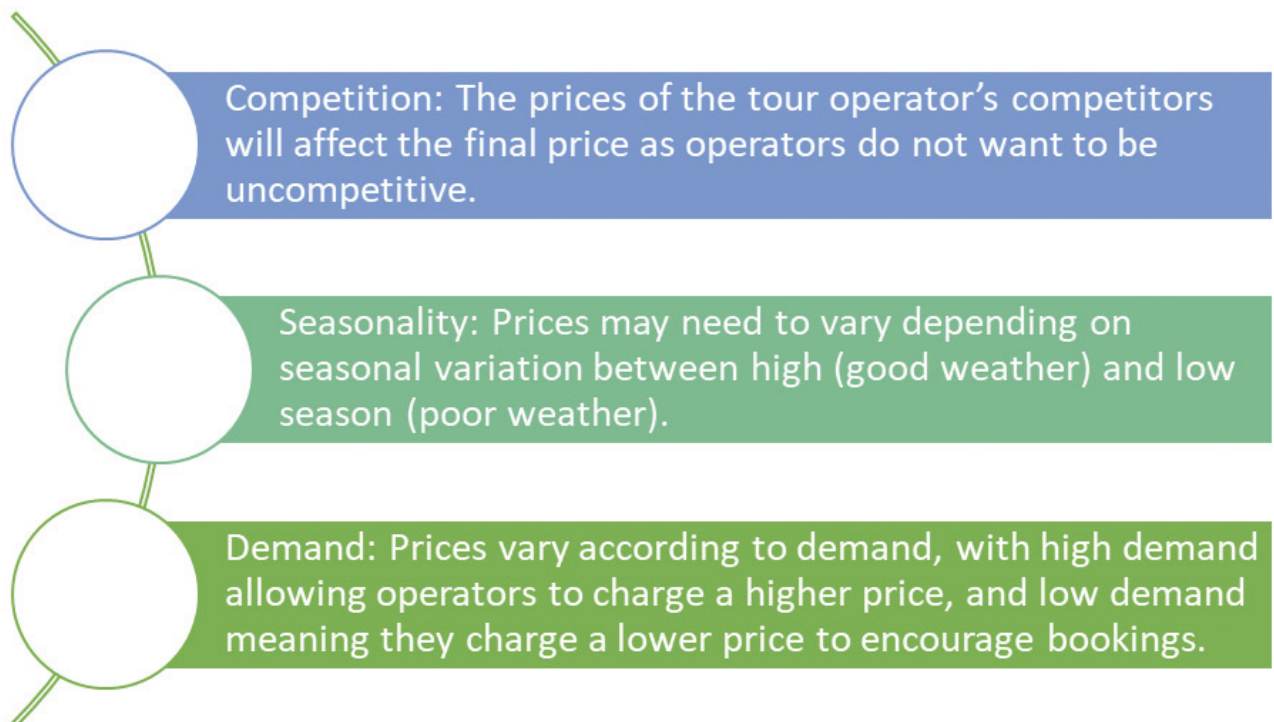 Competition: The prices of the tour operator’s competitors
will affect the final price as operators do not want to be
uncompetitive.
Seasonality: Prices may need to vary depending on
seasonal variation between high (good weather) and low
season (poor weather).
Demand: Prices vary according to demand, with high demand
allowing operators to charge a higher price, and low demand
meaning they charge a lower price to encourage bookings.